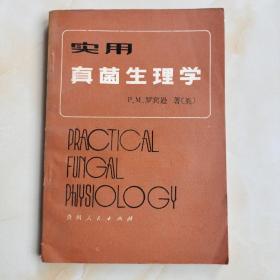 实用
真菌生理学
P.M.罗宾逊 著(英)
PRACTICAL
FUNGAL
PHYSIOLOGY
贵州人民出版社